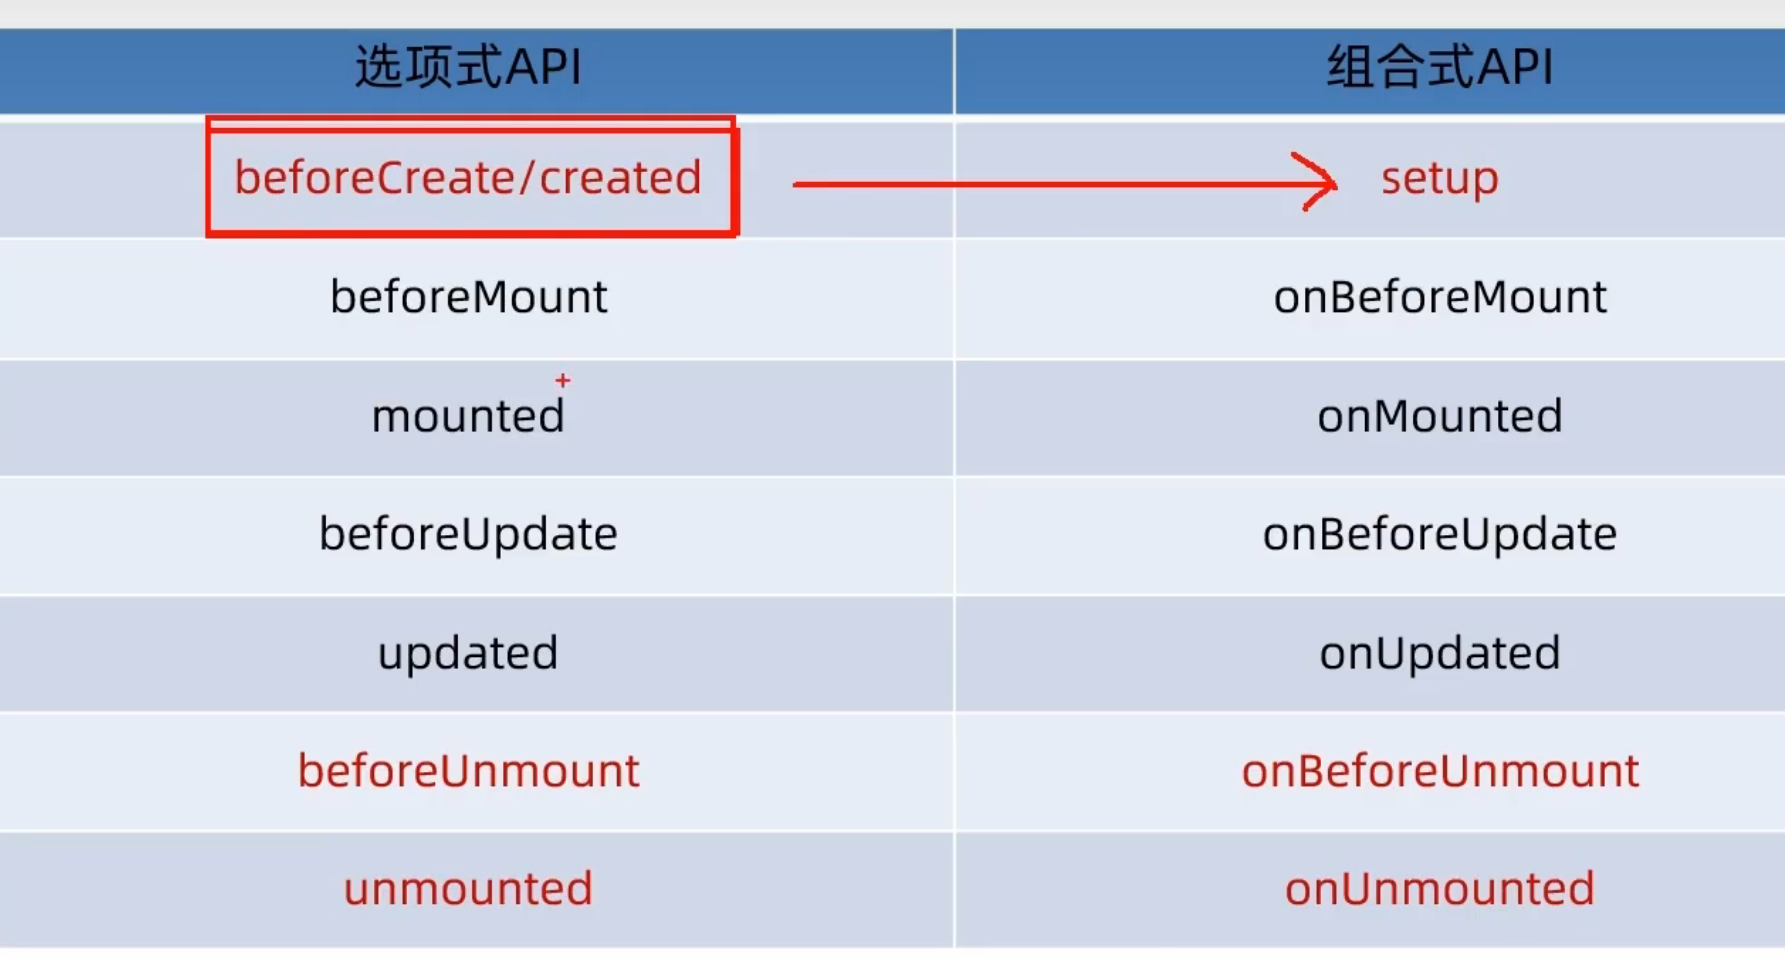 选项式API 组合式API
beforeCreate/created setup
beforeMount onBeforeMount
mounted onMounted
beforeUpdate onBeforeUpdate
updated onUpdated
beforeUnmount onBeforeUnmount
unmounted onUnmounted